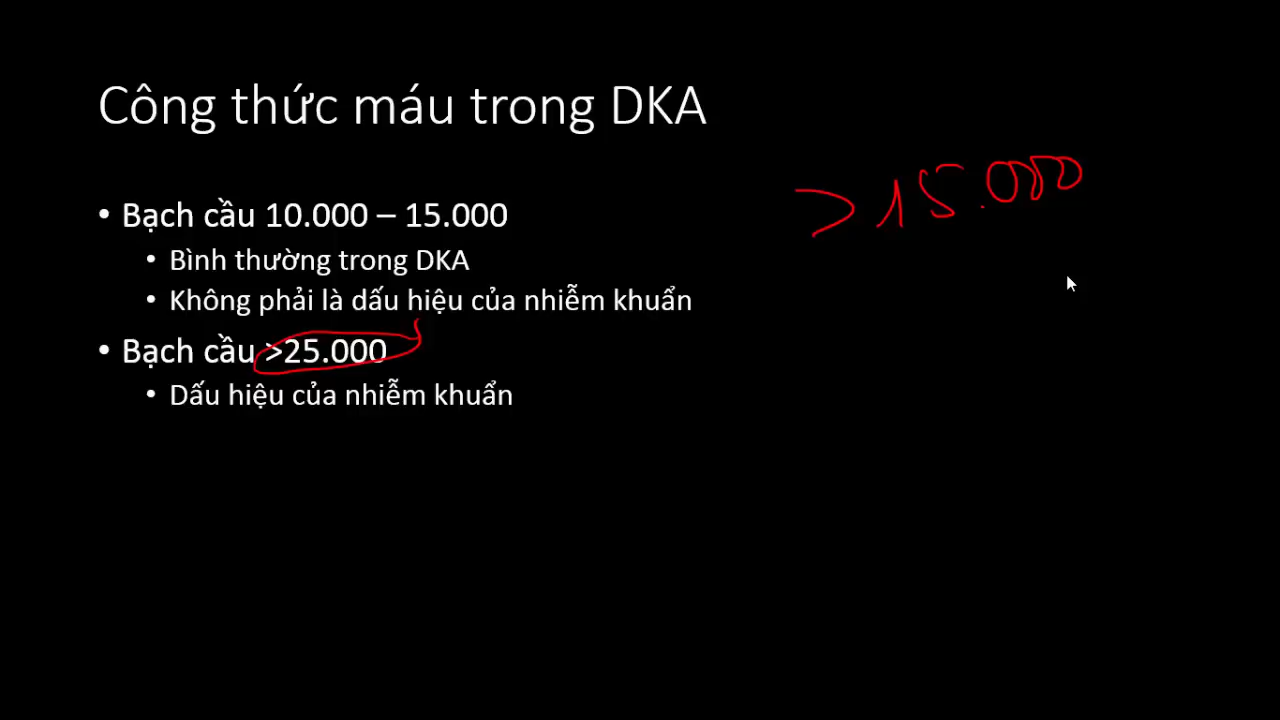 Công thức máu trong DKA
>15.000
• Bạch cầu 10.000 – 15.000
• Bình thường trong DKA
• Không phải là dấu hiệu của nhiễm khuẩn
• Bạch cầu >25.000
• Dấu hiệu của nhiễm khuẩn